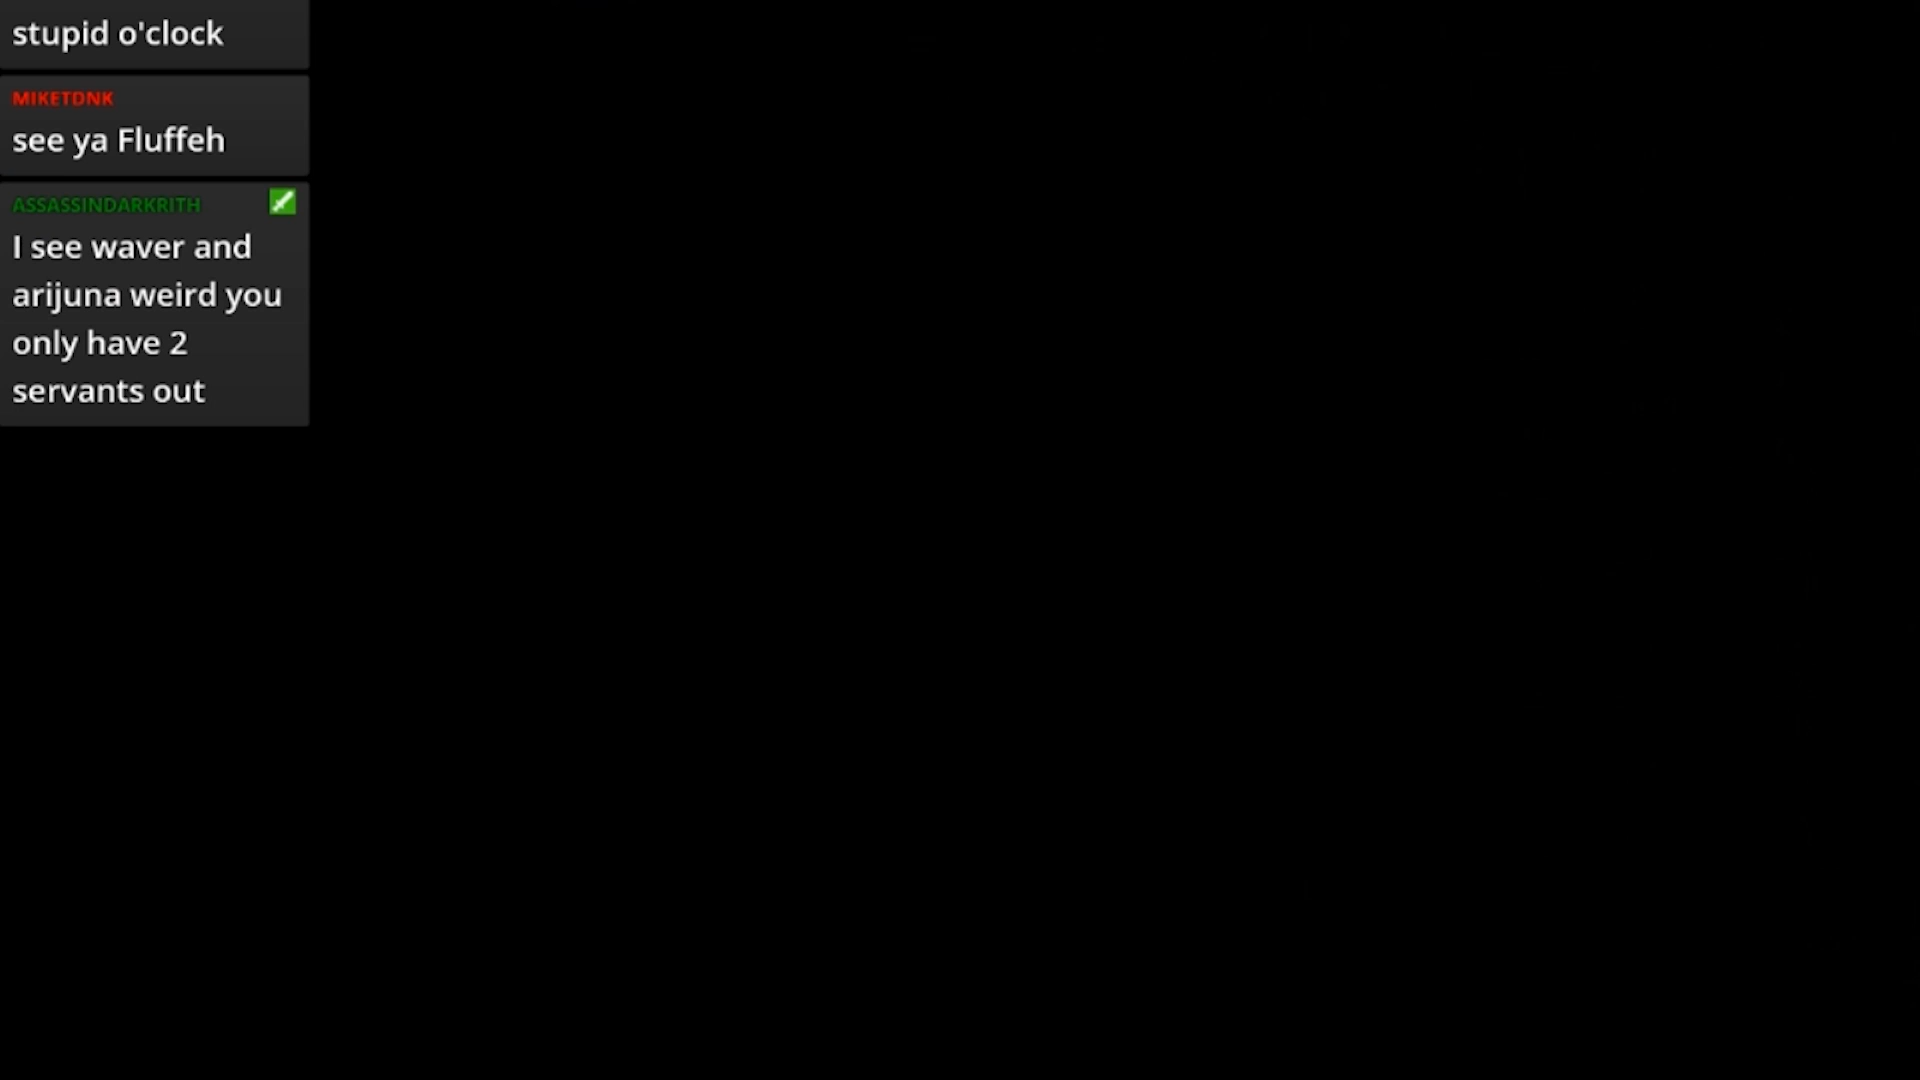 stupid o'clock
MIKETDNK
see ya Fluffeh
ASSASSINDARKRITH
I see waver and
arijuna weird you
only have 2
servants out